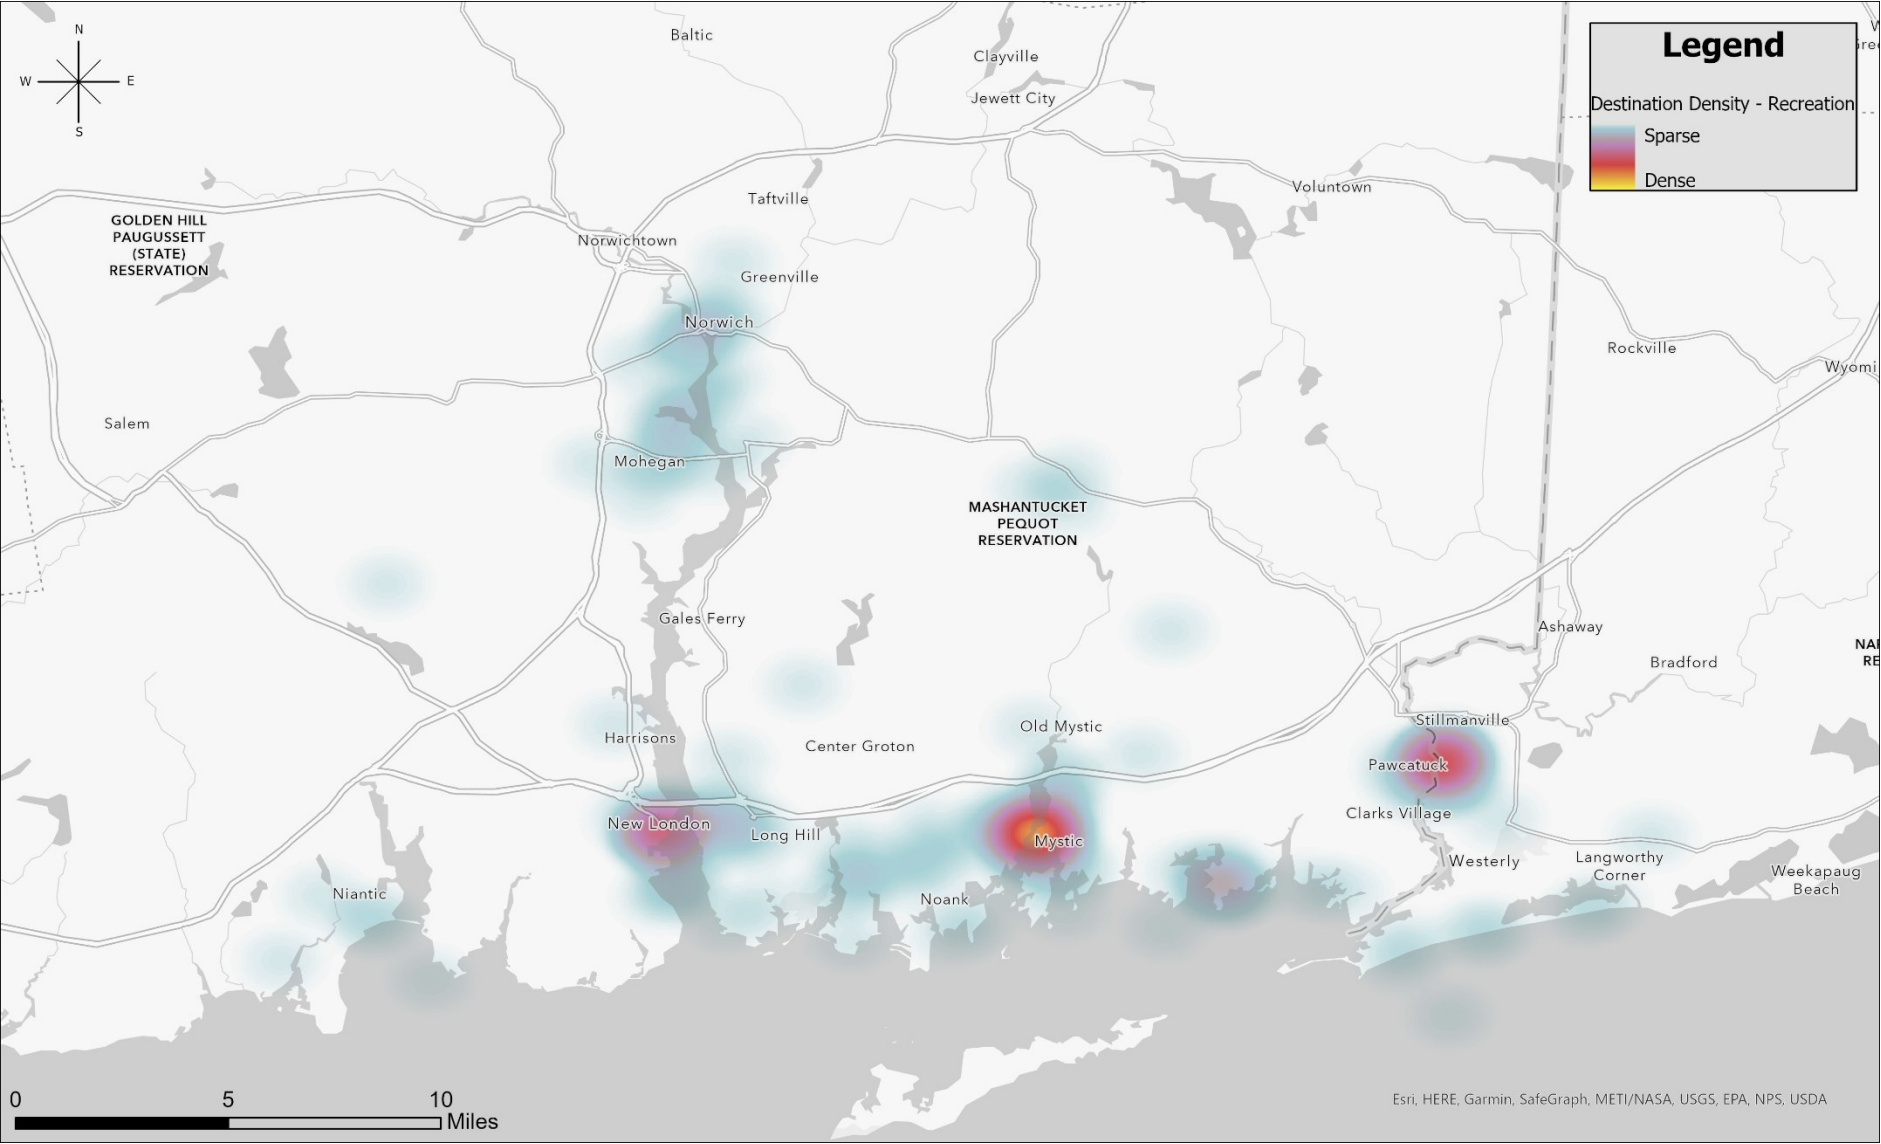 N
W
E
S
Baltic
Clayville
Jewett City
Legend
Destination Density - Recreation
Sparse
Dense
Taftville
Voluntown
GOLDEN HILL
PAUGUSSETT
(STATE)
RESERVATION
Norwichtown
Greenville
Norwich
Rockville
Wyomi
Salem
Mohegan
MASHANTUCKET
PEQUOT
RESERVATION
Gales Ferry
Ashaway
Bradford
Harrisons
Center Groton
Old Mystic
Stillmanville
Pawcatuck
Clarks Village
New London
Long Hill
Mystic
Westerly
Langworthy
Corner
Weekapaug
Beach
Niantic
Noank
0
5
10
Miles
Esri, HERE, Garmin, SafeGraph, METI/NASA, USGS, EPA, NPS, USDA